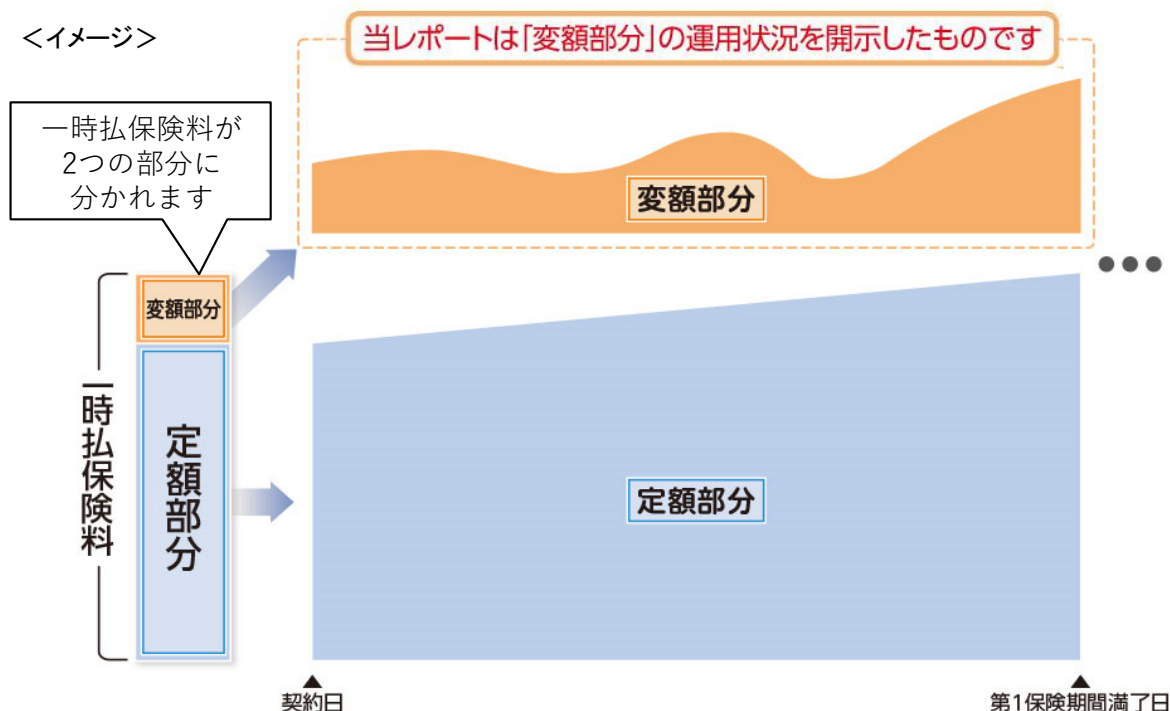 ＜イメージ＞
当レポートは「変額部分」の運用状況を開示したものです
一時払保険料が
2つの部分に
分かれます
変額部分
変額部分
●●●
一時払保険料
定額部分
定額部分
▲
契約日
▲
第1保険期間満了日